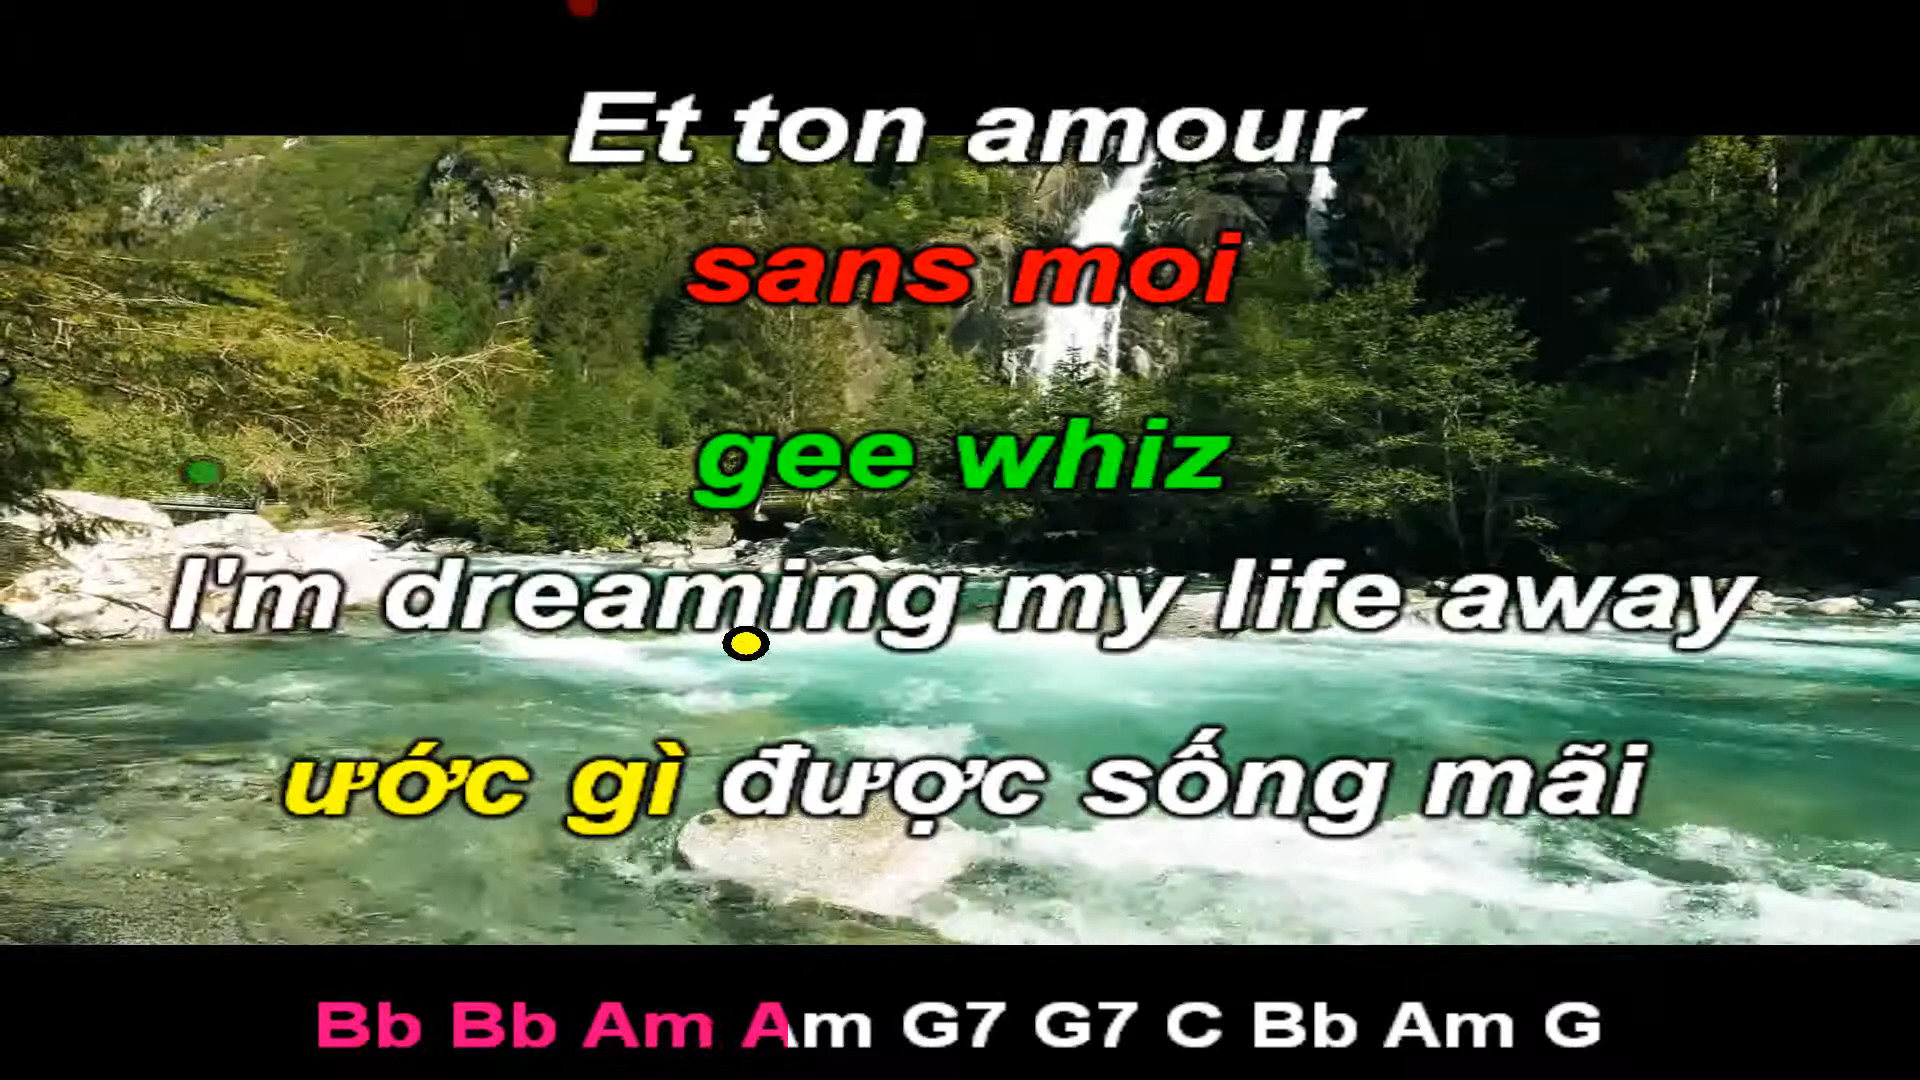 Et ton amour
sans moi
gee whiz
I'm dreaming my life away
ước gì được sống mãi
Bb Bb Am Am G7 G7 C Bb Am G